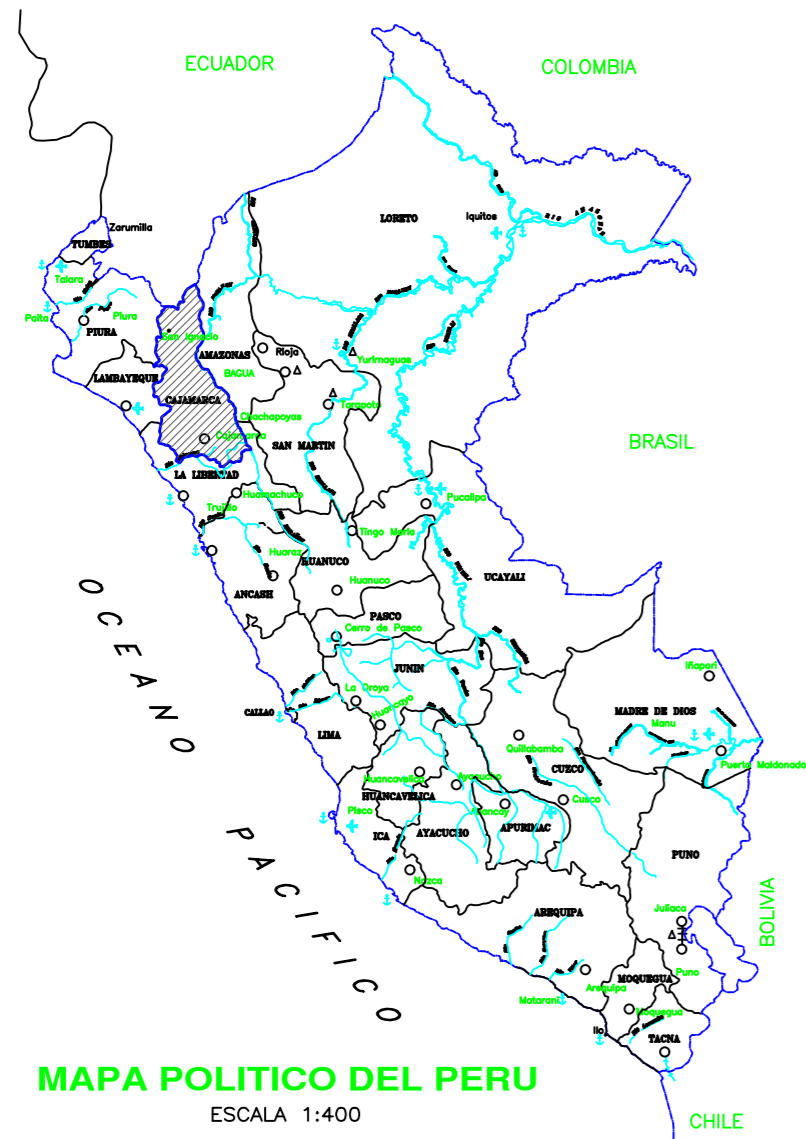 ECUADOR
COLOMBIA
LORETO
Iquitos
RIO AMAZONAS
Zarumilla
TUMBES
Talara
Paita
Piura
PIURA
San Ignacio
AMAZONAS
Rioja
BAGUA
Yurimaguas
LAMBAYEQUE
CAJAMARCA
Tarapoto
Chachapoyas
Cajamarca
SAN MARTIN
BRASIL
LA LIBERTAD
Huamachuco
Trujillo
Pucallpa
Tingo Maria
Huaraz
HUANUCO
Huanuco
UCAYALI
ANCASH
PASCO
Cerro de Pasco
JUNIN
Iñapari
La Oroya
Huancayo
CALLAO
LIMA
MADRE DE DIOS
Manu
Quillabamba
Puerto Maldonado
CUZCO
Huancavelica
Ayacucho
HUANCAVELICA
Cusco
Abancay
Pisco
ICA
AYACUCHO
APURIMAC
PUNO
Nazca
Juliaca
AREQUIPA
BOLIVIA
Puno
MOQUEGUA
Arequipa
Matarani
Moquegua
Ilo
TACNA
OCEANO PACIFICO
MAPA POLITICO DEL PERU
ESCALA 1:400
CHILE